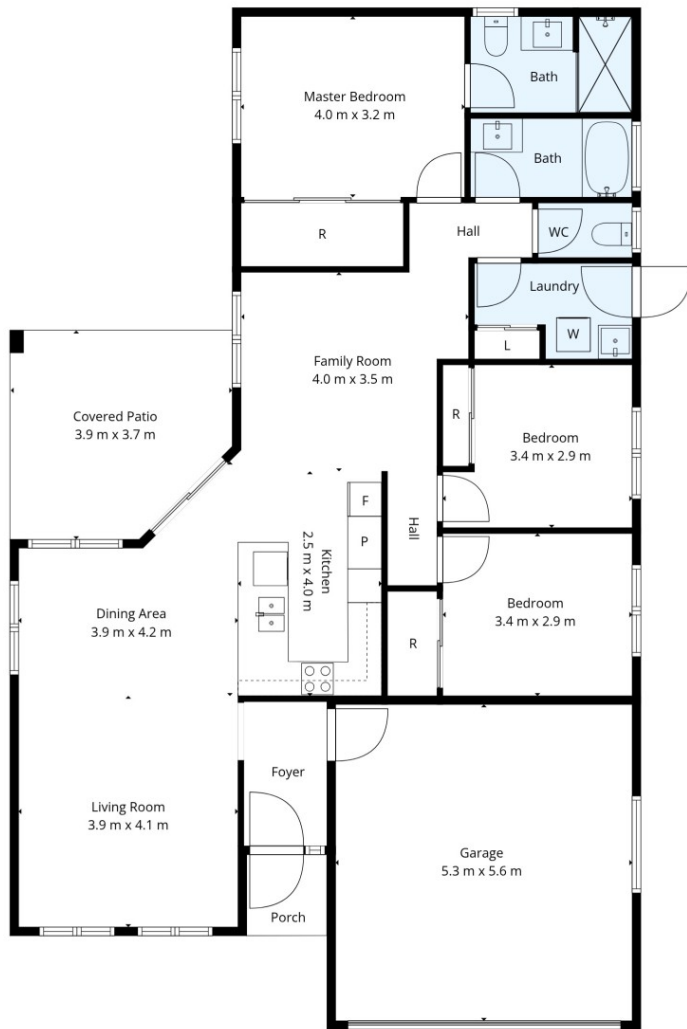 Master Bedroom
4.0 m x 3.2 m
Bath
Bath
R
Hall
WC
Laundry
W
L
Family Room
4.0 m x 3.5 m
Covered Patio
3.9 m x 3.7 m
R
Bedroom
3.4 m x 2.9 m
F
P
Hall
Kitchen
2.5 m x 4.0 m
Dining Area
3.9 m x 4.2 m
Bedroom
3.4 m x 2.9 m
R
Foyer
Living Room
3.9 m x 4.1 m
Garage
5.3 m x 5.6 m
Porch